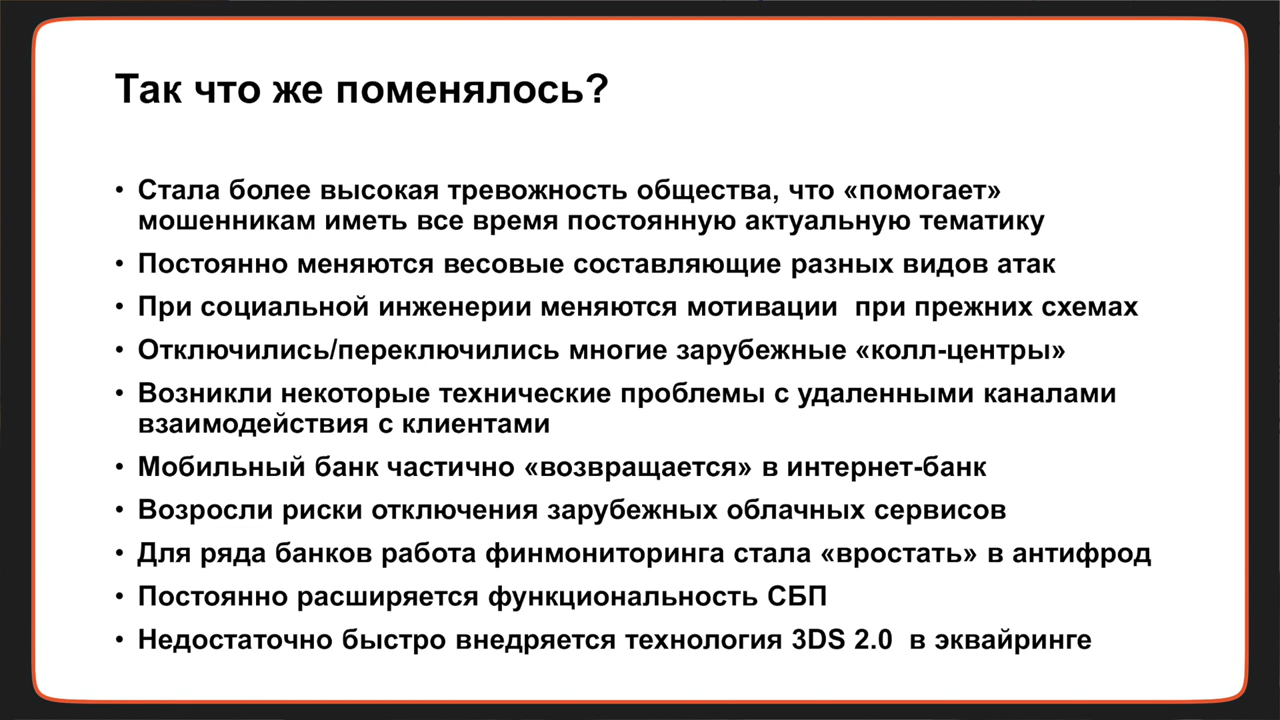 Так что же поменялось?
• Стала более высокая тревожность общества, что «помогает»
мошенникам иметь все время постоянную актуальную тематику
• Постоянно меняются весовые составляющие разных видов атак
• При социальной инженерии меняются мотивации  при прежних схемах
• Отключились/переключились многие зарубежные «колл-центры»
• Возникли некоторые технические проблемы с удаленными каналами
взаимодействия с клиентами
• Мобильный банк частично «возвращается» в интернет-банк
• Возросли риски отключения зарубежных облачных сервисов
• Для ряда банков работа финмониторинга стала «вростать» в антифрод
• Постоянно расширяется функциональность СБП
• Недостаточно быстро внедряется технология 3DS 2.0  в эквайринге